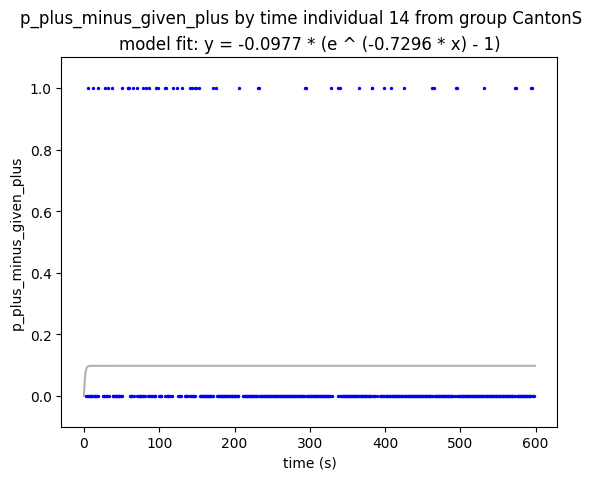 p_plus_minus_given_plus by time individual 14 from group CantonS
model fit: y = -0.0977 * (e ^ (-0.7296 * x) - 1)
p_plus_minus_given_plus
1.0
0.8
0.6
0.4
0.2
0.0
0 100 200 300 400 500 600
time (s)